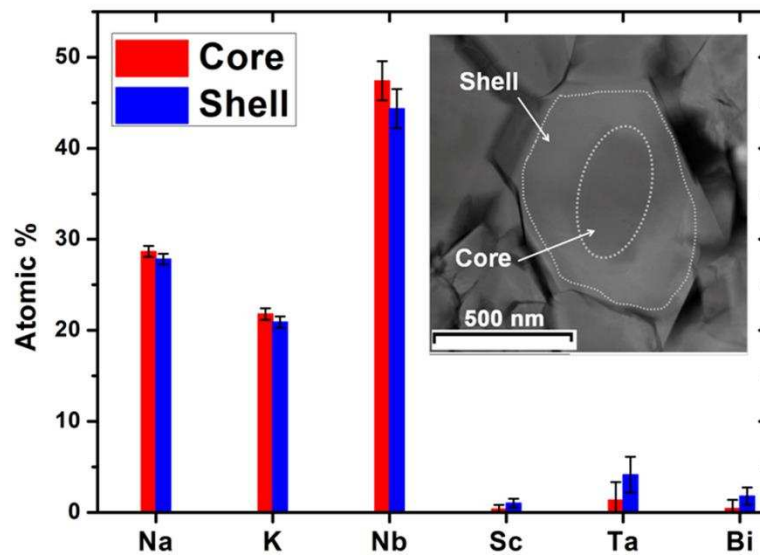 50
40
30
20
10
0
Atomic %
Core
Shell
Shell
Core
500 nm
Na K Nb Sc Ta Bi